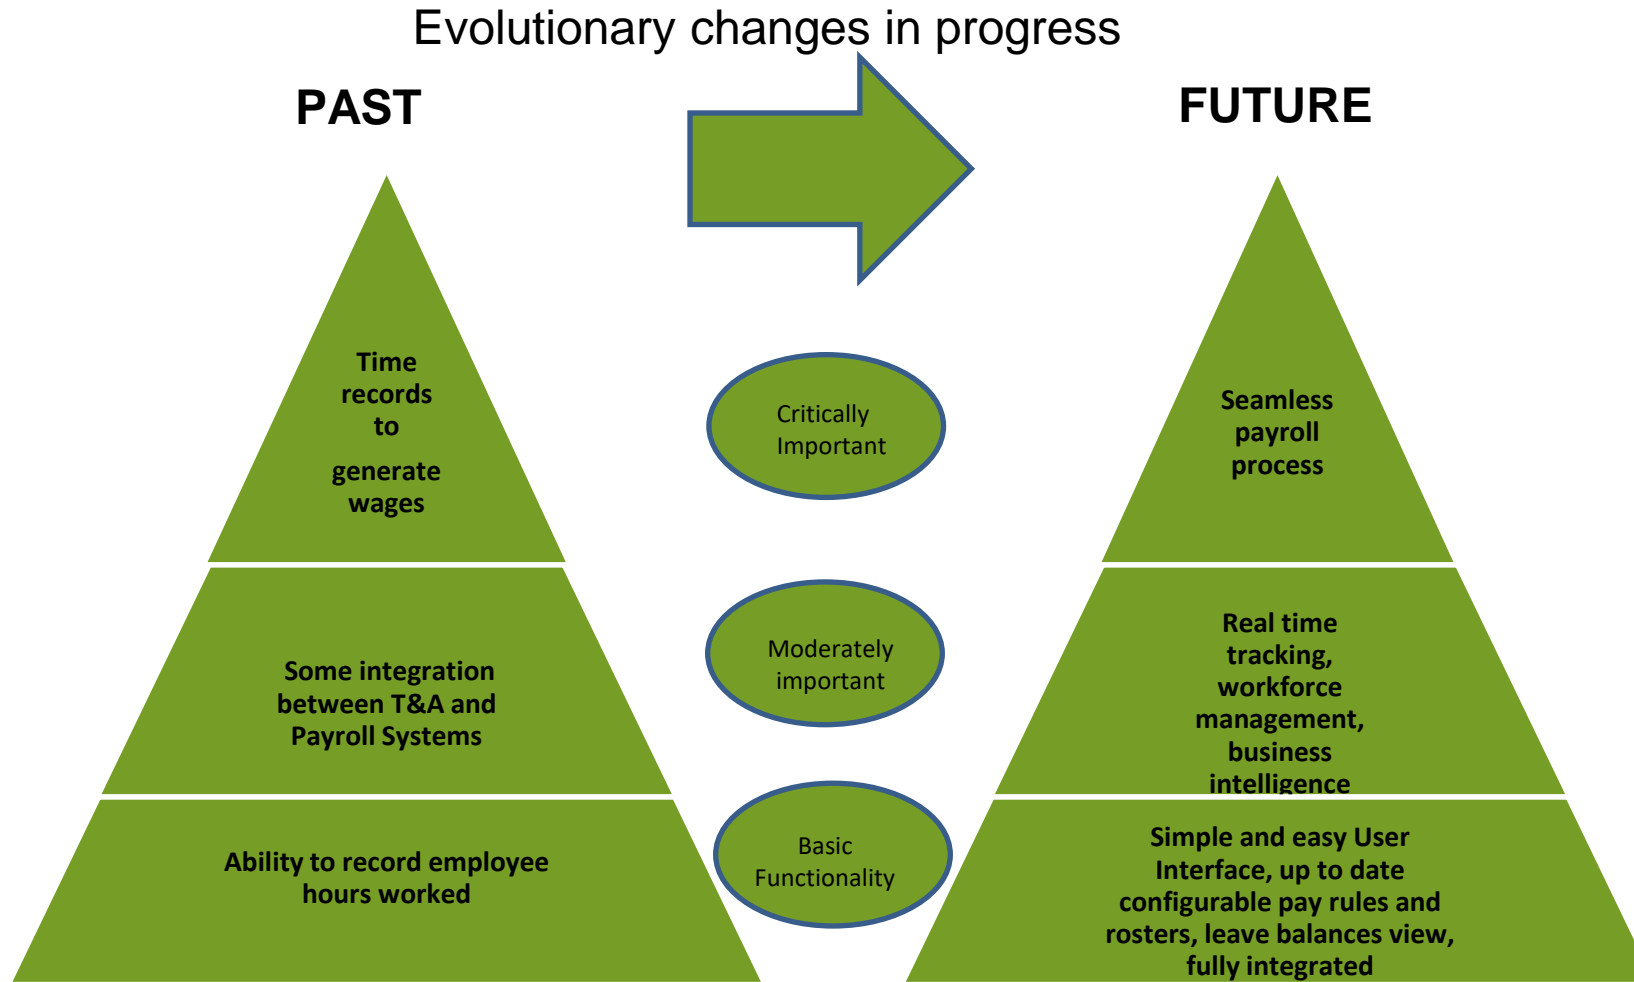 Evolutionary changes in progress
PAST
FUTURE
Time
records
to
generate
wages
Some integration
between T&A and
Payroll Systems
Ability to record employee
hours worked
Critically
Important
Moderately
important
Basic
Functionality
Seamless
payroll
process
Real time
tracking,
workforce
management,
business
intelligence
Simple and easy User
Interface, up to date
configurable pay rules and
rosters, leave balances view,
fully integrated